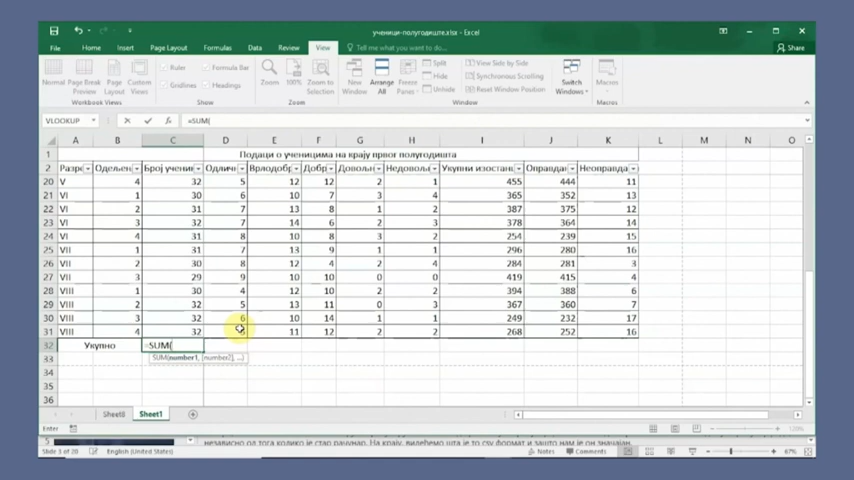 ученици-полугодиште.xlsx - Excel
File Home Insert Page Layout Formulas Data Review View Tell me what you want to do... Share
Normal Page Break Preview Page Layout Custom Views
Ruler Formula Bar
Gridlines Headings
Zoom 100% Zoom to Selection
New Window Arrange All Freeze Panes
Split
Hide
Unhide
View Side by Side
Synchronous Scrolling
Reset Window Position
Switch Windows Macros
Workbook Views Show Zoom Window Macros
VLOOKUP fx =SUM(
A B C D E F G H I J K L M N O
1 Подаци о ученицима на крају првог полугодишта
2 Разре Одељен Број ученик Одличн Врлодобр Добр Довољн Недовољ Укупни изостан Оправдан Неоправда
20 V 4 32 5 12 12 2 1 455 444 11
21 VI 1 30 6 10 7 3 4 365 352 13
22 VI 2 31 7 13 8 1 2 387 375 12
23 VI 3 32 7 14 6 2 3 378 364 14
24 VI 4 31 8 10 8 3 2 254 239 15
25 VII 1 31 7 13 9 1 1 296 280 16
26 VII 2 30 8 12 4 2 4 284 281 3
27 VII 3 29 9 10 10 0 0 419 415 4
28 VIII 1 30 4 12 10 2 2 394 388 6
29 VIII 2 32 5 13 11 0 3 367 360 7
30 VIII 3 32 6 10 14 1 1 249 232 17
31 VIII 4 32 11 12 2 2 268 252 16
32 Укупно =SUM(
33 SUM(number1, [number2], ...)
34
35
36
Sheet8 Sheet1
Enter 120%
5 независно од тога колико је стар рачунар. На крају, видећемо шта је то csv формат и зашто нам је он значајан.
Slide 3 of 20 English (United States) Notes Comments 67%